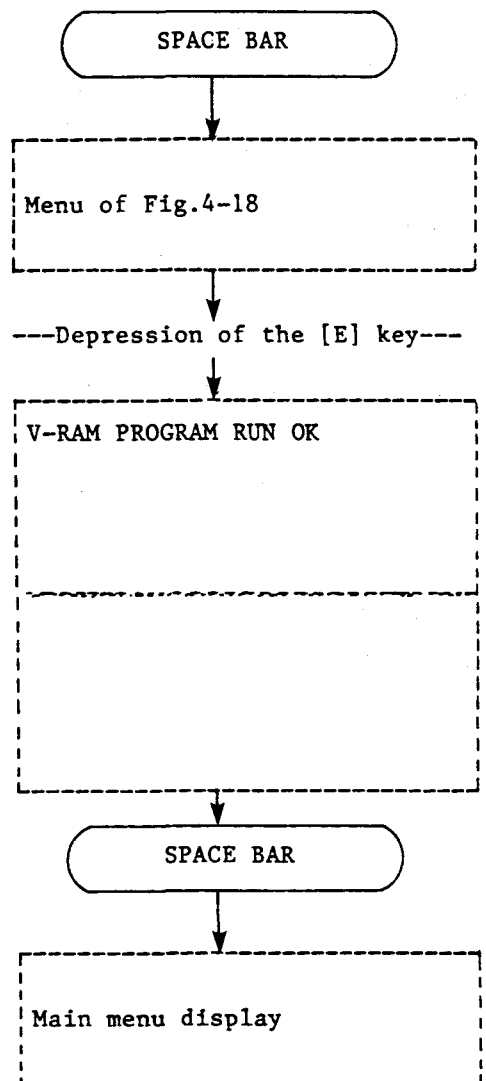 SPACE BAR
Menu of Fig.4-18
---Depression of the [E] key---
V-RAM PROGRAM RUN OK
SPACE BAR
Main menu display